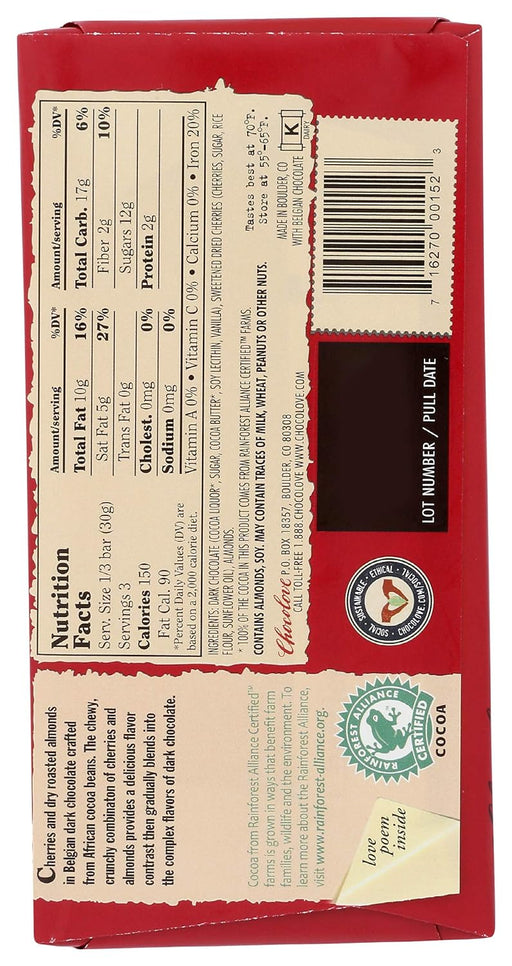 Cherries and dry roasted almonds
in Belgian dark chocolate crafted
from African cocoa beans. The chewy,
crunchy combinaton of cherries and
almonds provides a delicious flavor
contrast then gradually blends into
the complex flavors of dark chocolate.
Cocoa from Rainforest Alliance Certified™
farms is grown in ways that benefit farm
families, wildlife and the environment. To
learn more about the Rainforest Alliance,
visit www.rainforest-alliance.org.
RAINFOREST ALLIANCE
CERTIFIED
COCOA
love
poem
inside
Nutrition
Facts
Serv. Size 1/3 bar (30g)
Servings 3
Calories 150
Fat Cal. 90
*Percent Daily Values (DV) are
based on a 2,000 calorie diet.
Amount/serving %DV*
Total Fat 10g 16%
Sat Fat 5g 27%
Trans Fat 0g
Cholest. 0mg 0%
Sodium 0mg 0%
Amount/serving %DV*
Total Carb. 17g 6%
Fiber 2g 10%
Sugars 12g
Protein 2g
Vitamin A 0% • Vitamin C 0% • Calcium 0% • Iron 20%
INGREDIENTS: DARK CHOCOLATE (COCOA LIQUOR*, SUGAR, COCOA BUTTER*, SOY LECITHIN, VANILLA), SWEETENED DRIED CHERRIES (CHERRIES, SUGAR, RICE
FLOUR, SUNFLOWER OIL), ALMONDS.
*100% OF THE COCOA IN THIS PRODUCT COMES FROM RAINFOREST ALLIANCE CERTIFIED™ FARMS.
CONTAINS ALMONDS, SOY. MAY CONTAIN TRACES OF MILK, WHEAT, PEANUTS OR OTHER NUTS.
Chocolove P.O. BOX 18357, BOULDER, CO 80308
CALL TOLL-FREE 1.888.CHOCOLOVE WWW.CHOCOLOVE.COM
Tastes best at 70°F.
Store at 55°-65°F.
MADE IN BOULDER, CO
WITH BELGIAN CHOCOLATE
K
DAIRY
SUSTAINABLE • ETHICAL •
SOCIAL • CHOCOLOVE.COM/SOCIAL
LOT NUMBER / PULL DATE
7 16270 00152 3